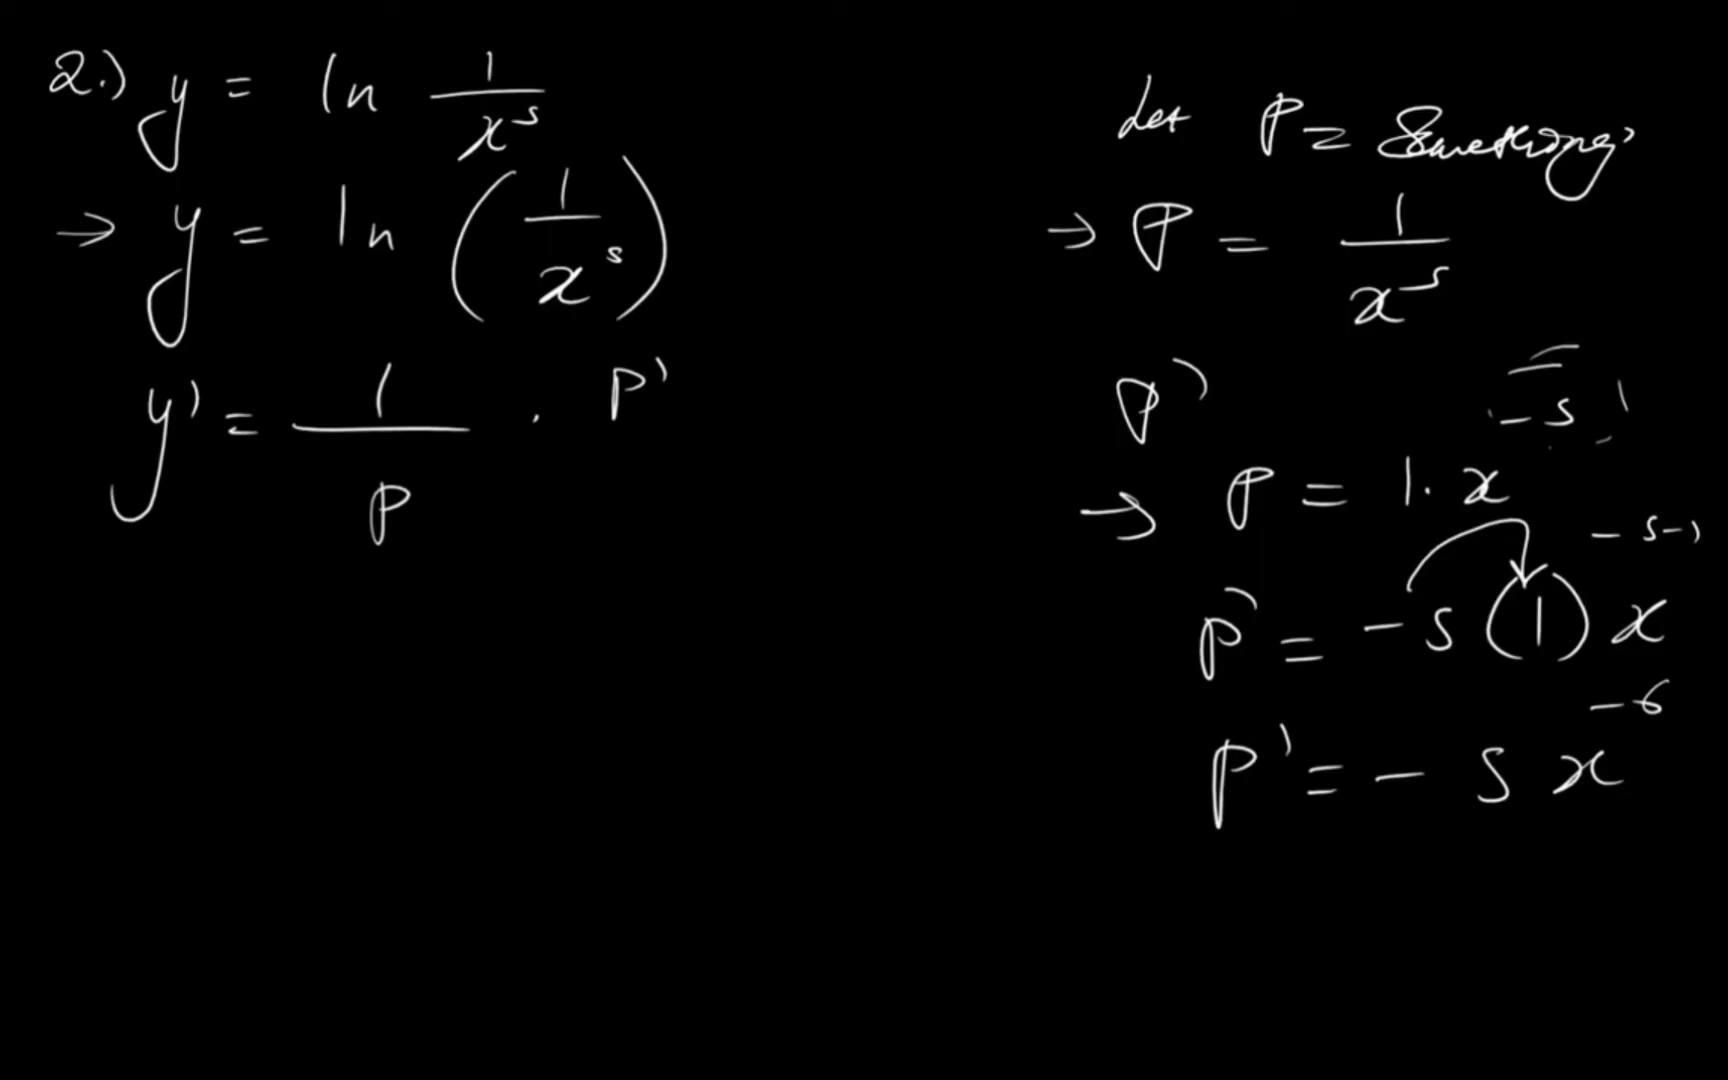 2.) y = ln 1/x^5
→ y = ln (1/x^5)
y' = 1/P · P'
Let P = Something
→ P = 1/x^5
P'
→ P = 1·x^-5
P' = -5(1)x^-5-1
P' = -5x^-6